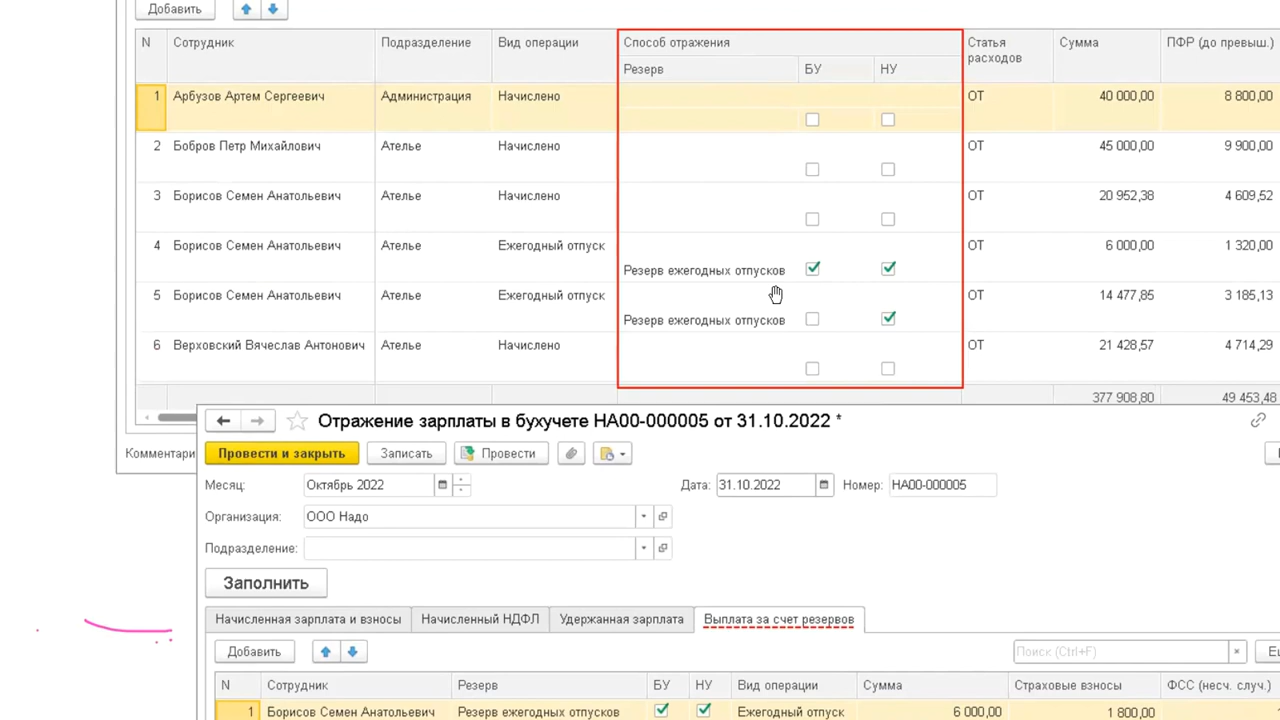 Добавить
N Сотрудник Подразделение Вид операции Способ отражения Статья расходов Сумма ПФР (до превыш.)
Резерв БУ НУ
1 Арбузов Артем Сергеевич Администрация Начислено ОТ 40 000,00 8 800,00
2 Бобров Петр Михайлович Ателье Начислено ОТ 45 000,00 9 900,00
3 Борисов Семен Анатольевич Ателье Начислено ОТ 20 952,38 4 609,52
4 Борисов Семен Анатольевич Ателье Ежегодный отпуск ОТ 6 000,00 1 320,00
Резерв ежегодных отпусков
5 Борисов Семен Анатольевич Ателье Ежегодный отпуск ОТ 14 477,85 3 185,13
Резерв ежегодных отпусков
6 Верховский Вячеслав Антонович Ателье Начислено ОТ 21 428,57 4 714,29
377 908,80 49 453,48
Отражение зарплаты в бухучете НА00-000005 от 31.10.2022 *
Комментари
Провести и закрыть Записать Провести
Месяц: Октябрь 2022 Дата: 31.10.2022 Номер: НА00-000005
Организация: ООО Надо
Подразделение:
Заполнить
Начисленная зарплата и взносы Начисленный НДФЛ Удержанная зарплата Выплата за счет резервов
Добавить Поиск (Ctrl+F) × Ещ
N Сотрудник Резерв БУ НУ Вид операции Сумма Страховые взносы ФСС (несч. случ.)
1 Борисов Семен Анатольевич Резерв ежегодных отпусков Ежегодный отпуск 6 000,00 1 800,00